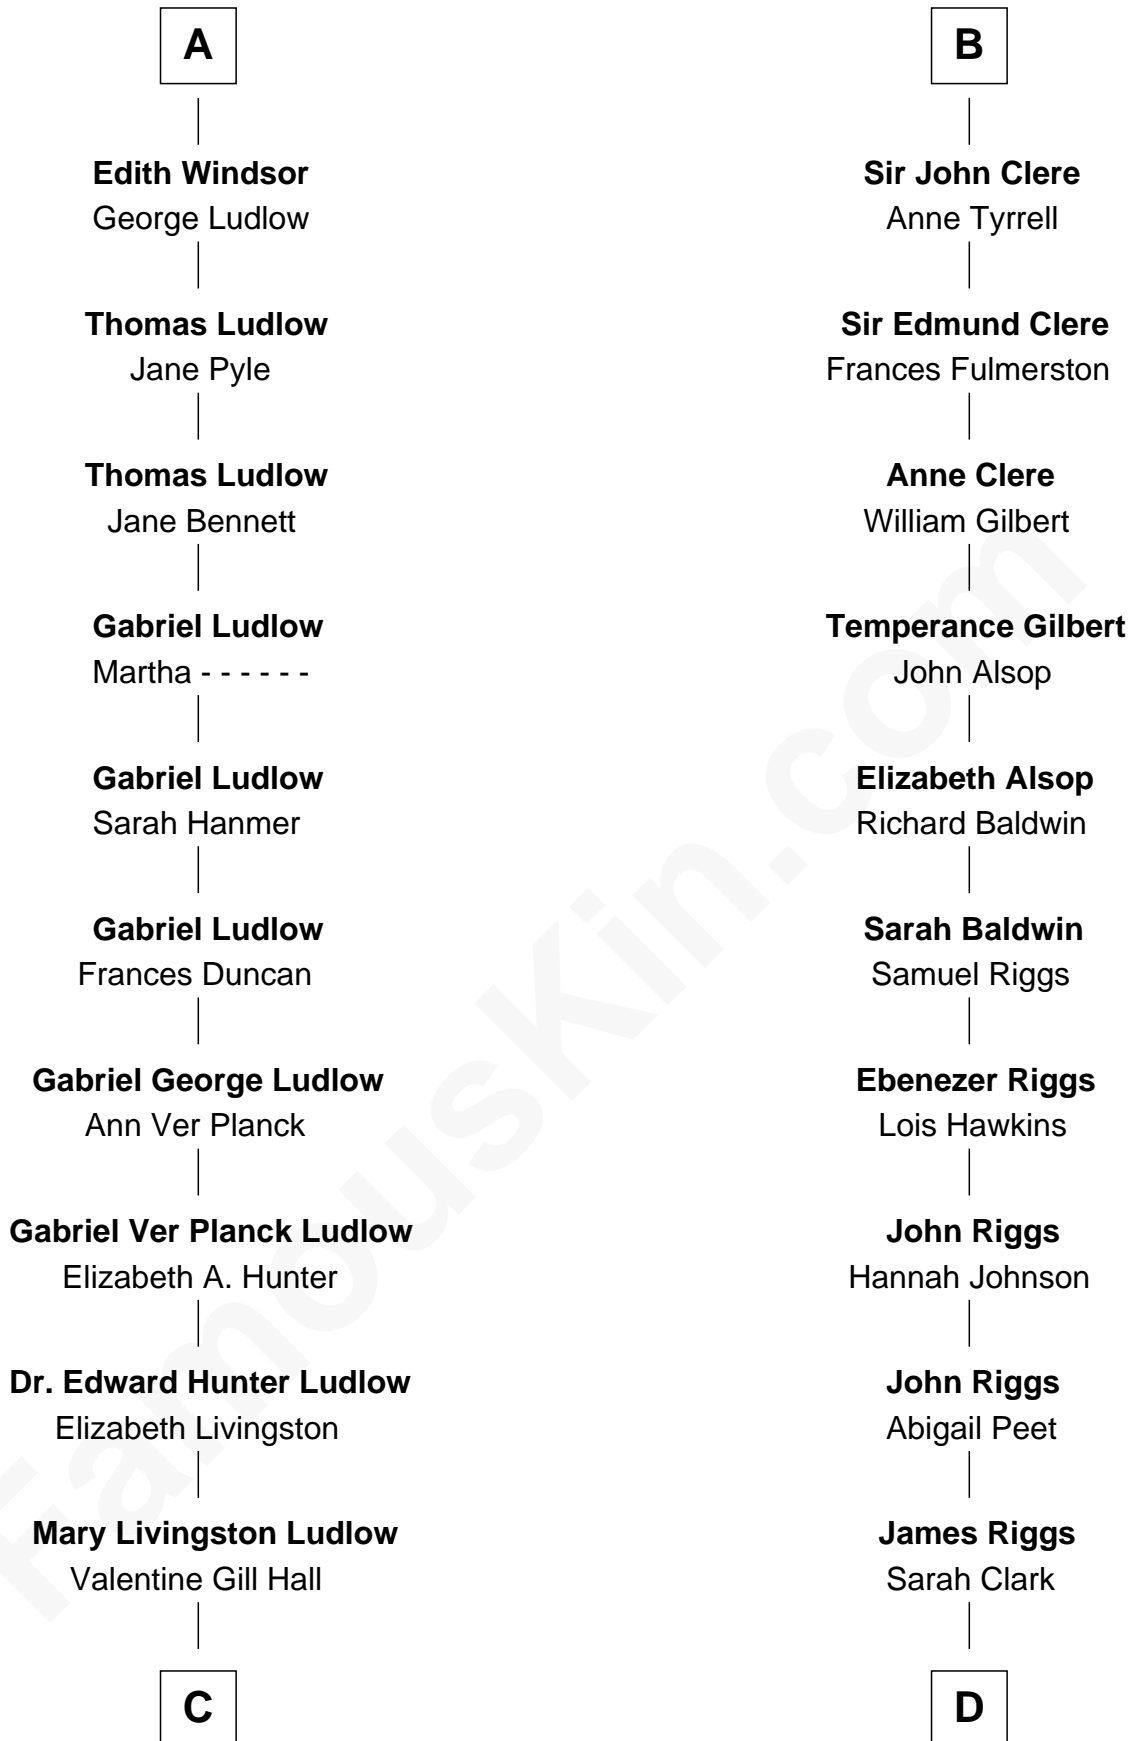 A
Edith Windsor
George Ludlow
Thomas Ludlow
Jane Pyle
Thomas Ludlow
Jane Bennett
Gabriel Ludlow
Martha - - - - - -
Gabriel Ludlow
Sarah Hanmer
Gabriel Ludlow
Frances Duncan
Gabriel George Ludlow
Ann Ver Planck
Gabriel Ver Planck Ludlow
Elizabeth A. Hunter
Dr. Edward Hunter Ludlow
Elizabeth Livingston
Mary Livingston Ludlow
Valentine Gill Hall
C
B
Sir John Clere
Anne Tyrrell
Sir Edmund Clere
Frances Fulmerston
Anne Clere
William Gilbert
Temperance Gilbert
John Alsop
Elizabeth Alsop
Richard Baldwin
Sarah Baldwin
Samuel Riggs
Ebenezer Riggs
Lois Hawkins
John Riggs
Hannah Johnson
John Riggs
Abigail Peet
James Riggs
Sarah Clark
D
FamousKin.com